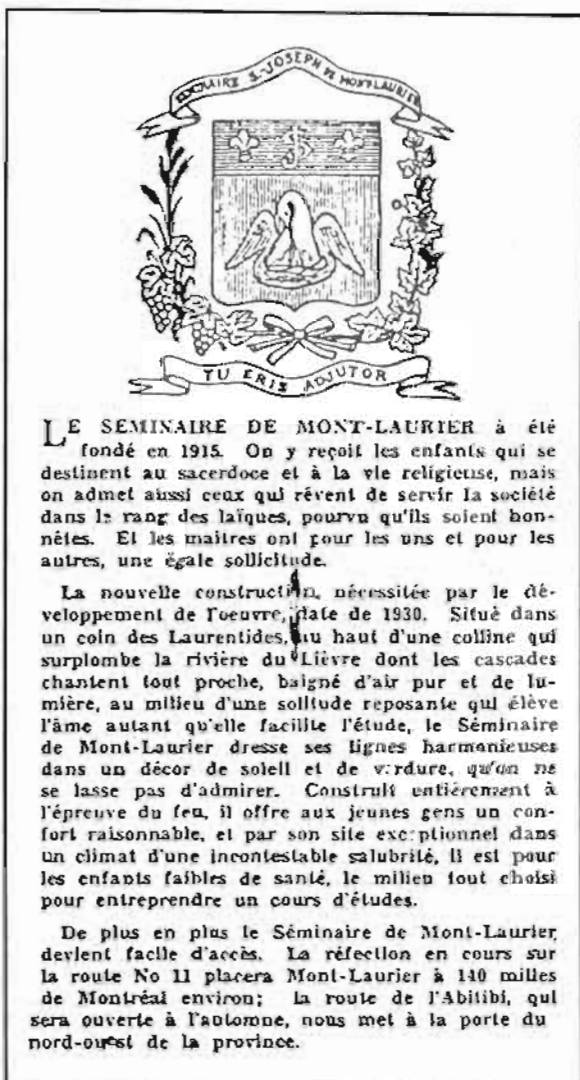 SEMINAIRE S.-JOSEPH DE MONT-LAURIER
TU ERIS ADJUTOR
LE SEMINAIRE DE MONT-LAURIER à été
fondé en 1915. On y reçoit les enfants qui se
destinent au sacerdoce et à la vie religieuse, mais
on admet aussi ceux qui rêvent de servir la société
dans le rang des laïques, pourvu qu'ils soient hon-
nêtes. Et les maîtres ont pour les uns et pour les
autres, une égale sollicitude.
La nouvelle construction, nécessitée par le dé-
veloppement de l'oeuvre, date de 1930. Situé dans
un coin des Laurentides, au haut d'une colline qui
surplombe la rivière du Lièvre dont les cascades
chantent tout proche, baigné d'air pur et de lu-
mière, au milieu d'une solitude reposante qui élève
l'âme autant qu'elle facilite l'étude, le Séminaire
de Mont-Laurier dresse ses lignes harmonieuses
dans un décor de soleil et de verdure, qu'on ne
se lasse pas d'admirer. Construit entièrement à
l'épreuve du feu, il offre aux jeunes gens un con-
fort raisonnable, et par son site exceptionnel dans
un climat d'une incontestable salubrité, il est pour
les enfants faibles de santé, le milieu tout choisi
pour entreprendre un cours d'études.
De plus en plus le Séminaire de Mont-Laurier
devient facile d'accès. La réfection en cours sur
la route No 11 placera Mont-Laurier à 140 milles
de Montréal environ; la route de l'Abitibi, qui
sera ouverte à l'automne, nous met à la porte du
nord-ouest de la province.